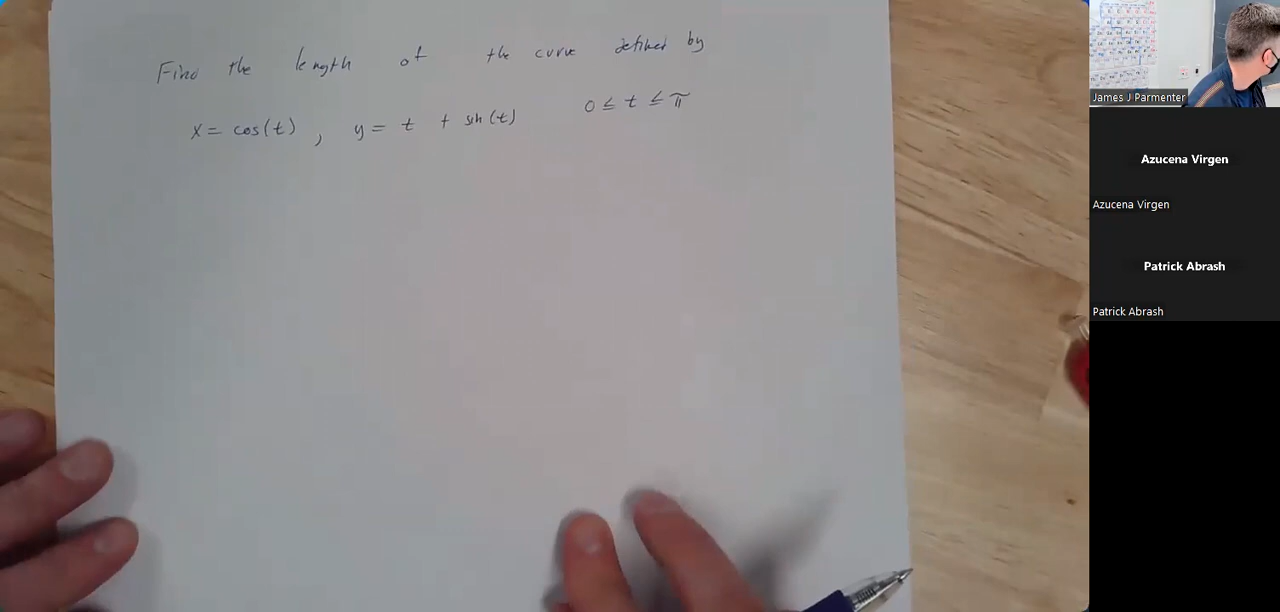 Find the length of the curve defined by
x = cos(t) , y = t + sin(t) 0 ≤ t ≤ π
James J Parmenter
Azucena Virgen
Azucena Virgen
Patrick Abrash
Patrick Abrash